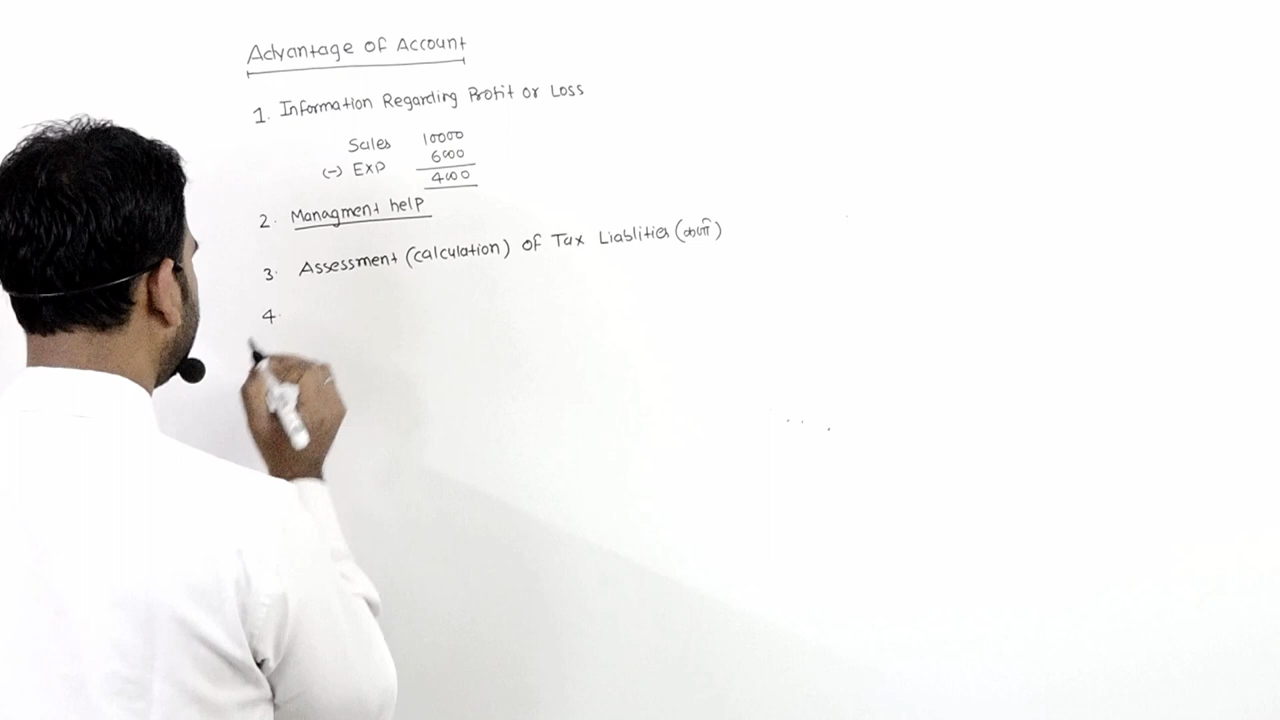 Advantage of Account
1. Information Regarding Profit or Loss
Sales 10000
(-) EXP 6000
4000
2. Managment help
3. Assessment (calculation) of Tax Liablities
4.